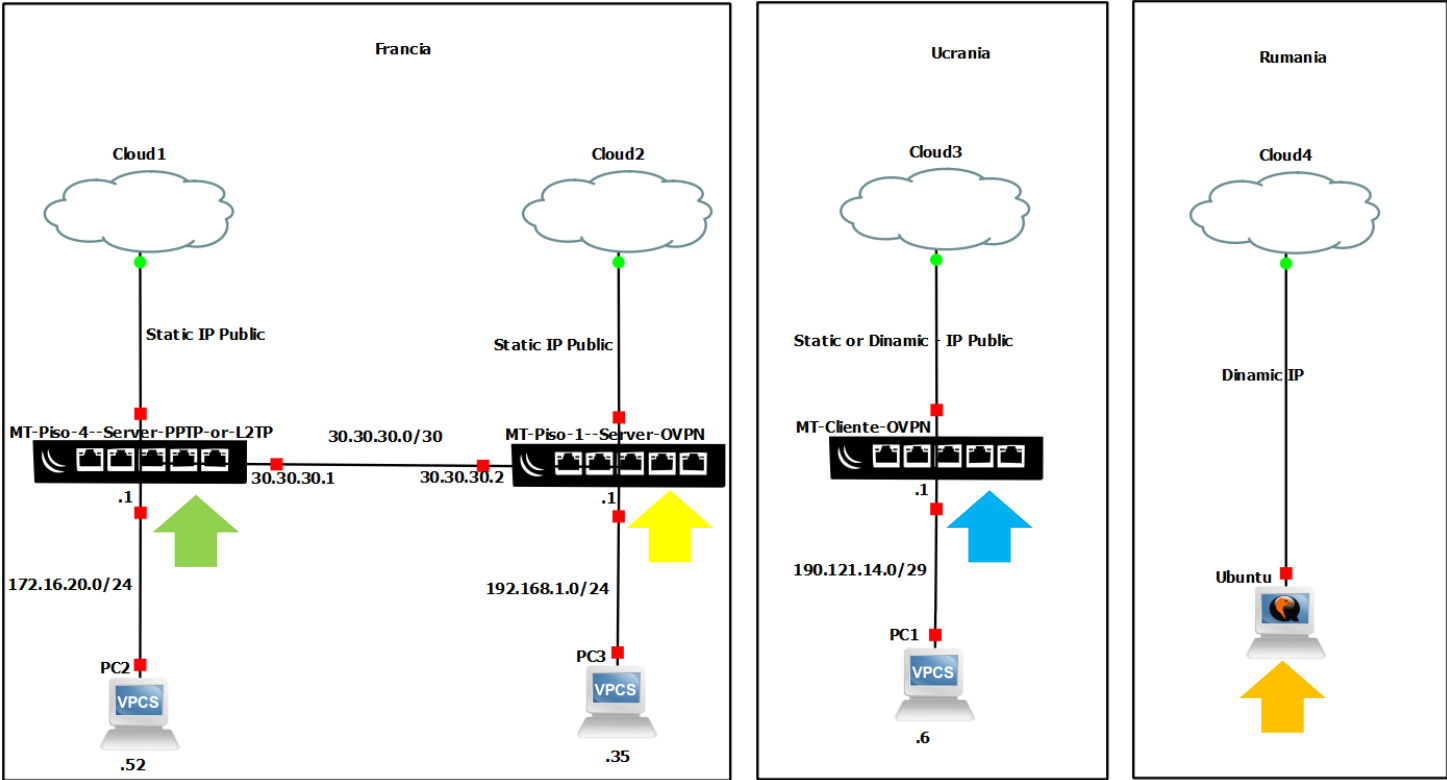 Francia
Cloud1
Cloud2
Static IP Public
Static IP Public
MT-Piso-4--Server-PPTP-or-L2TP
30.30.30.0/30
MT-Piso-1--Server-OVPN
30.30.30.1
30.30.30.2
.1
.1
172.16.20.0/24
192.168.1.0/24
PC2
VPCS
.52
PC3
VPCS
.35
Ucrania
Cloud3
Static or Dinamic - IP Public
MT-Cliente-OVPN
.1
190.121.14.0/29
PC1
VPCS
.6
Rumania
Cloud4
Dinamic IP
Ubuntu